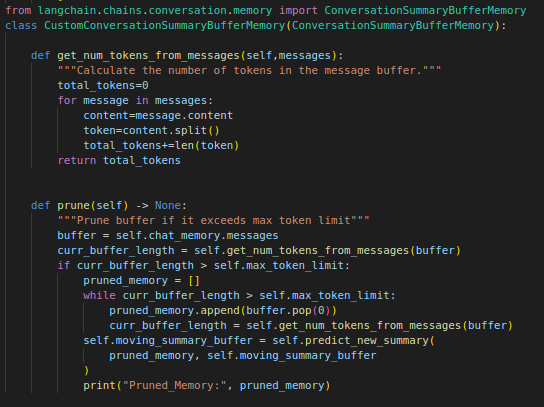 from langchain.chains.conversation.memory import ConversationSummaryBufferMemory
class CustomConversationSummaryBufferMemory(ConversationSummaryBufferMemory):
    def get_num_tokens_from_messages(self,messages):
        """Calculate the number of tokens in the message buffer."""
        total_tokens=0
        for message in messages:
            content=message.content
            token=content.split()
            total_tokens+=len(token)
        return total_tokens
    def prune(self) -> None:
        """Prune buffer if it exceeds max token limit"""
        buffer = self.chat_memory.messages
        curr_buffer_length = self.get_num_tokens_from_messages(buffer)
        if curr_buffer_length > self.max_token_limit:
            pruned_memory = []
            while curr_buffer_length > self.max_token_limit:
                pruned_memory.append(buffer.pop(0))
                curr_buffer_length = self.get_num_tokens_from_messages(buffer)
            self.moving_summary_buffer = self.predict_new_summary(
                pruned_memory, self.moving_summary_buffer
            )
            print("Pruned_Memory:", pruned_memory)